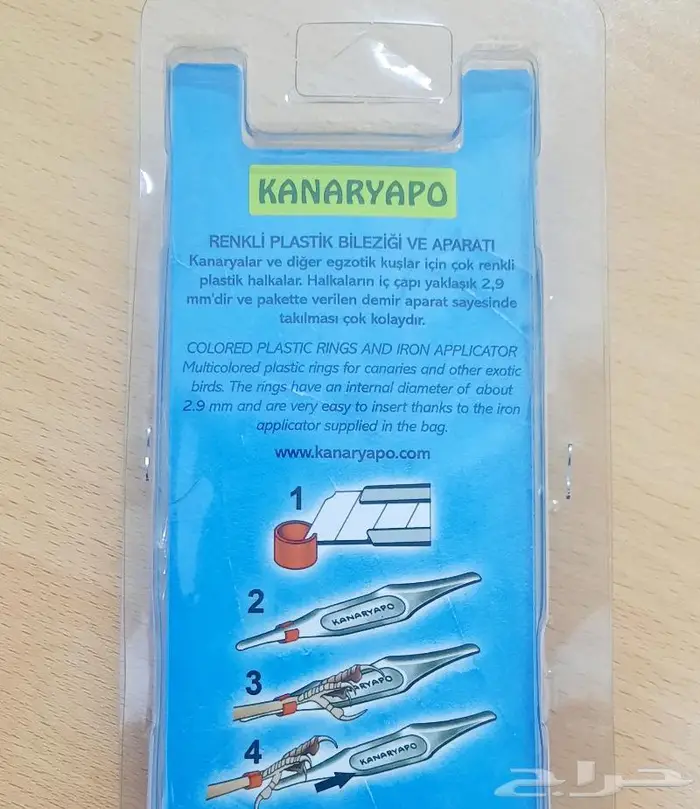 KANARYAPO
RENKLİ PLASTİK BİLEZİĞİ VE APARATI
Kanaryalar ve diğer egzotik kuşlar için çok renkli
plastik halkalar. Halkaların iç çapı yaklaşık 2,9
mm'dir ve pakette verilen demir aparat sayesinde
takılması çok kolaydır.
COLORED PLASTIC RINGS AND IRON APPLICATOR
Multicolored plastic rings for canaries and other exotic
birds. The rings have an internal diameter of about
2.9 mm and are very easy to insert thanks to the iron
applicator supplied in the bag.
www.kanaryapo.com
1
2
KANARYAPO
3
ARYAPO
4
KANARYAPO
حراج